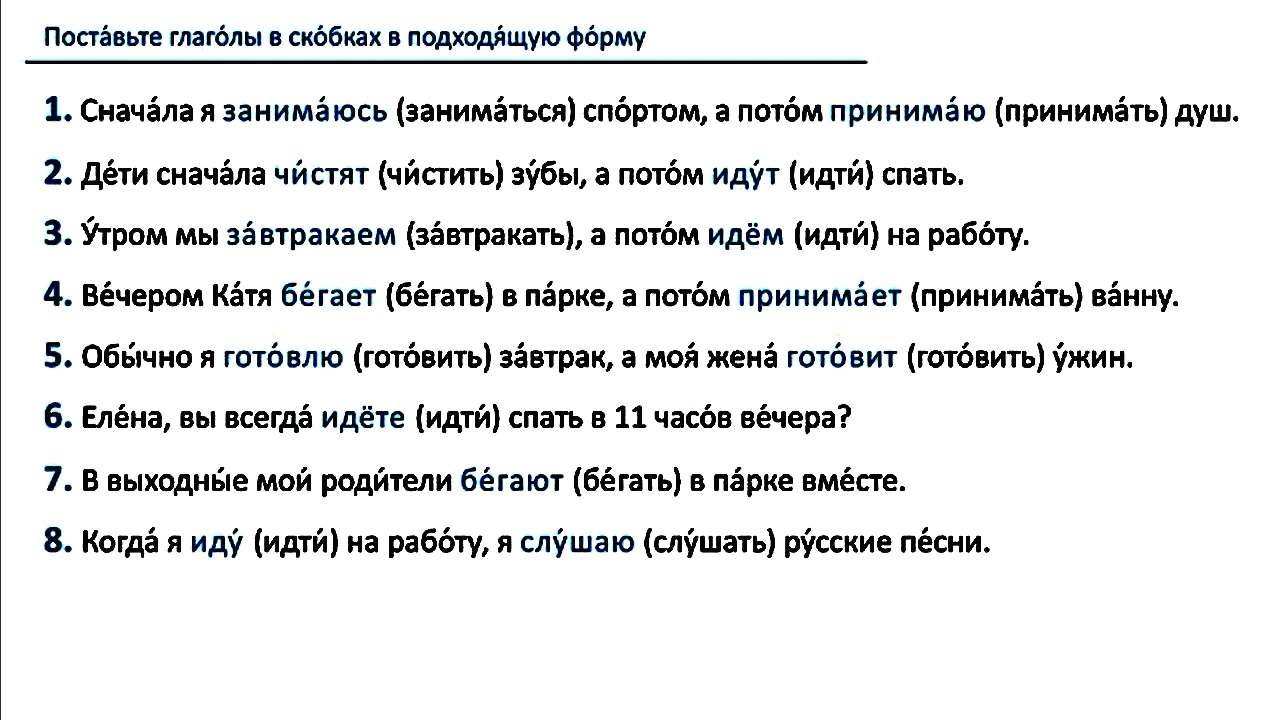 Поста́вьте глаго́лы в ско́бках в подходя́щую фо́рму
1. Снача́ла я занима́юсь (занима́ться) спо́ртом, а пото́м принима́ю (принима́ть) душ.
2. Де́ти снача́ла чи́стят (чи́стить) зу́бы, а пото́м иду́т (идти́) спать.
3. У́тром мы за́втракаем (за́втракать), а пото́м идём (идти́) на рабо́ту.
4. Ве́чером Ка́тя бе́гает (бе́гать) в па́рке, а пото́м принима́ет (принима́ть) ва́нну.
5. Обы́чно я гото́влю (гото́вить) за́втрак, а моя́ жена́ гото́вит (гото́вить) у́жин.
6. Еле́на, вы всегда́ идёте (идти́) спать в 11 часо́в ве́чера?
7. В выходны́е мои́ роди́тели бе́гают (бе́гать) в па́рке вме́сте.
8. Когда́ я иду́ (идти́) на рабо́ту, я слу́шаю (слу́шать) ру́сские пе́сни.